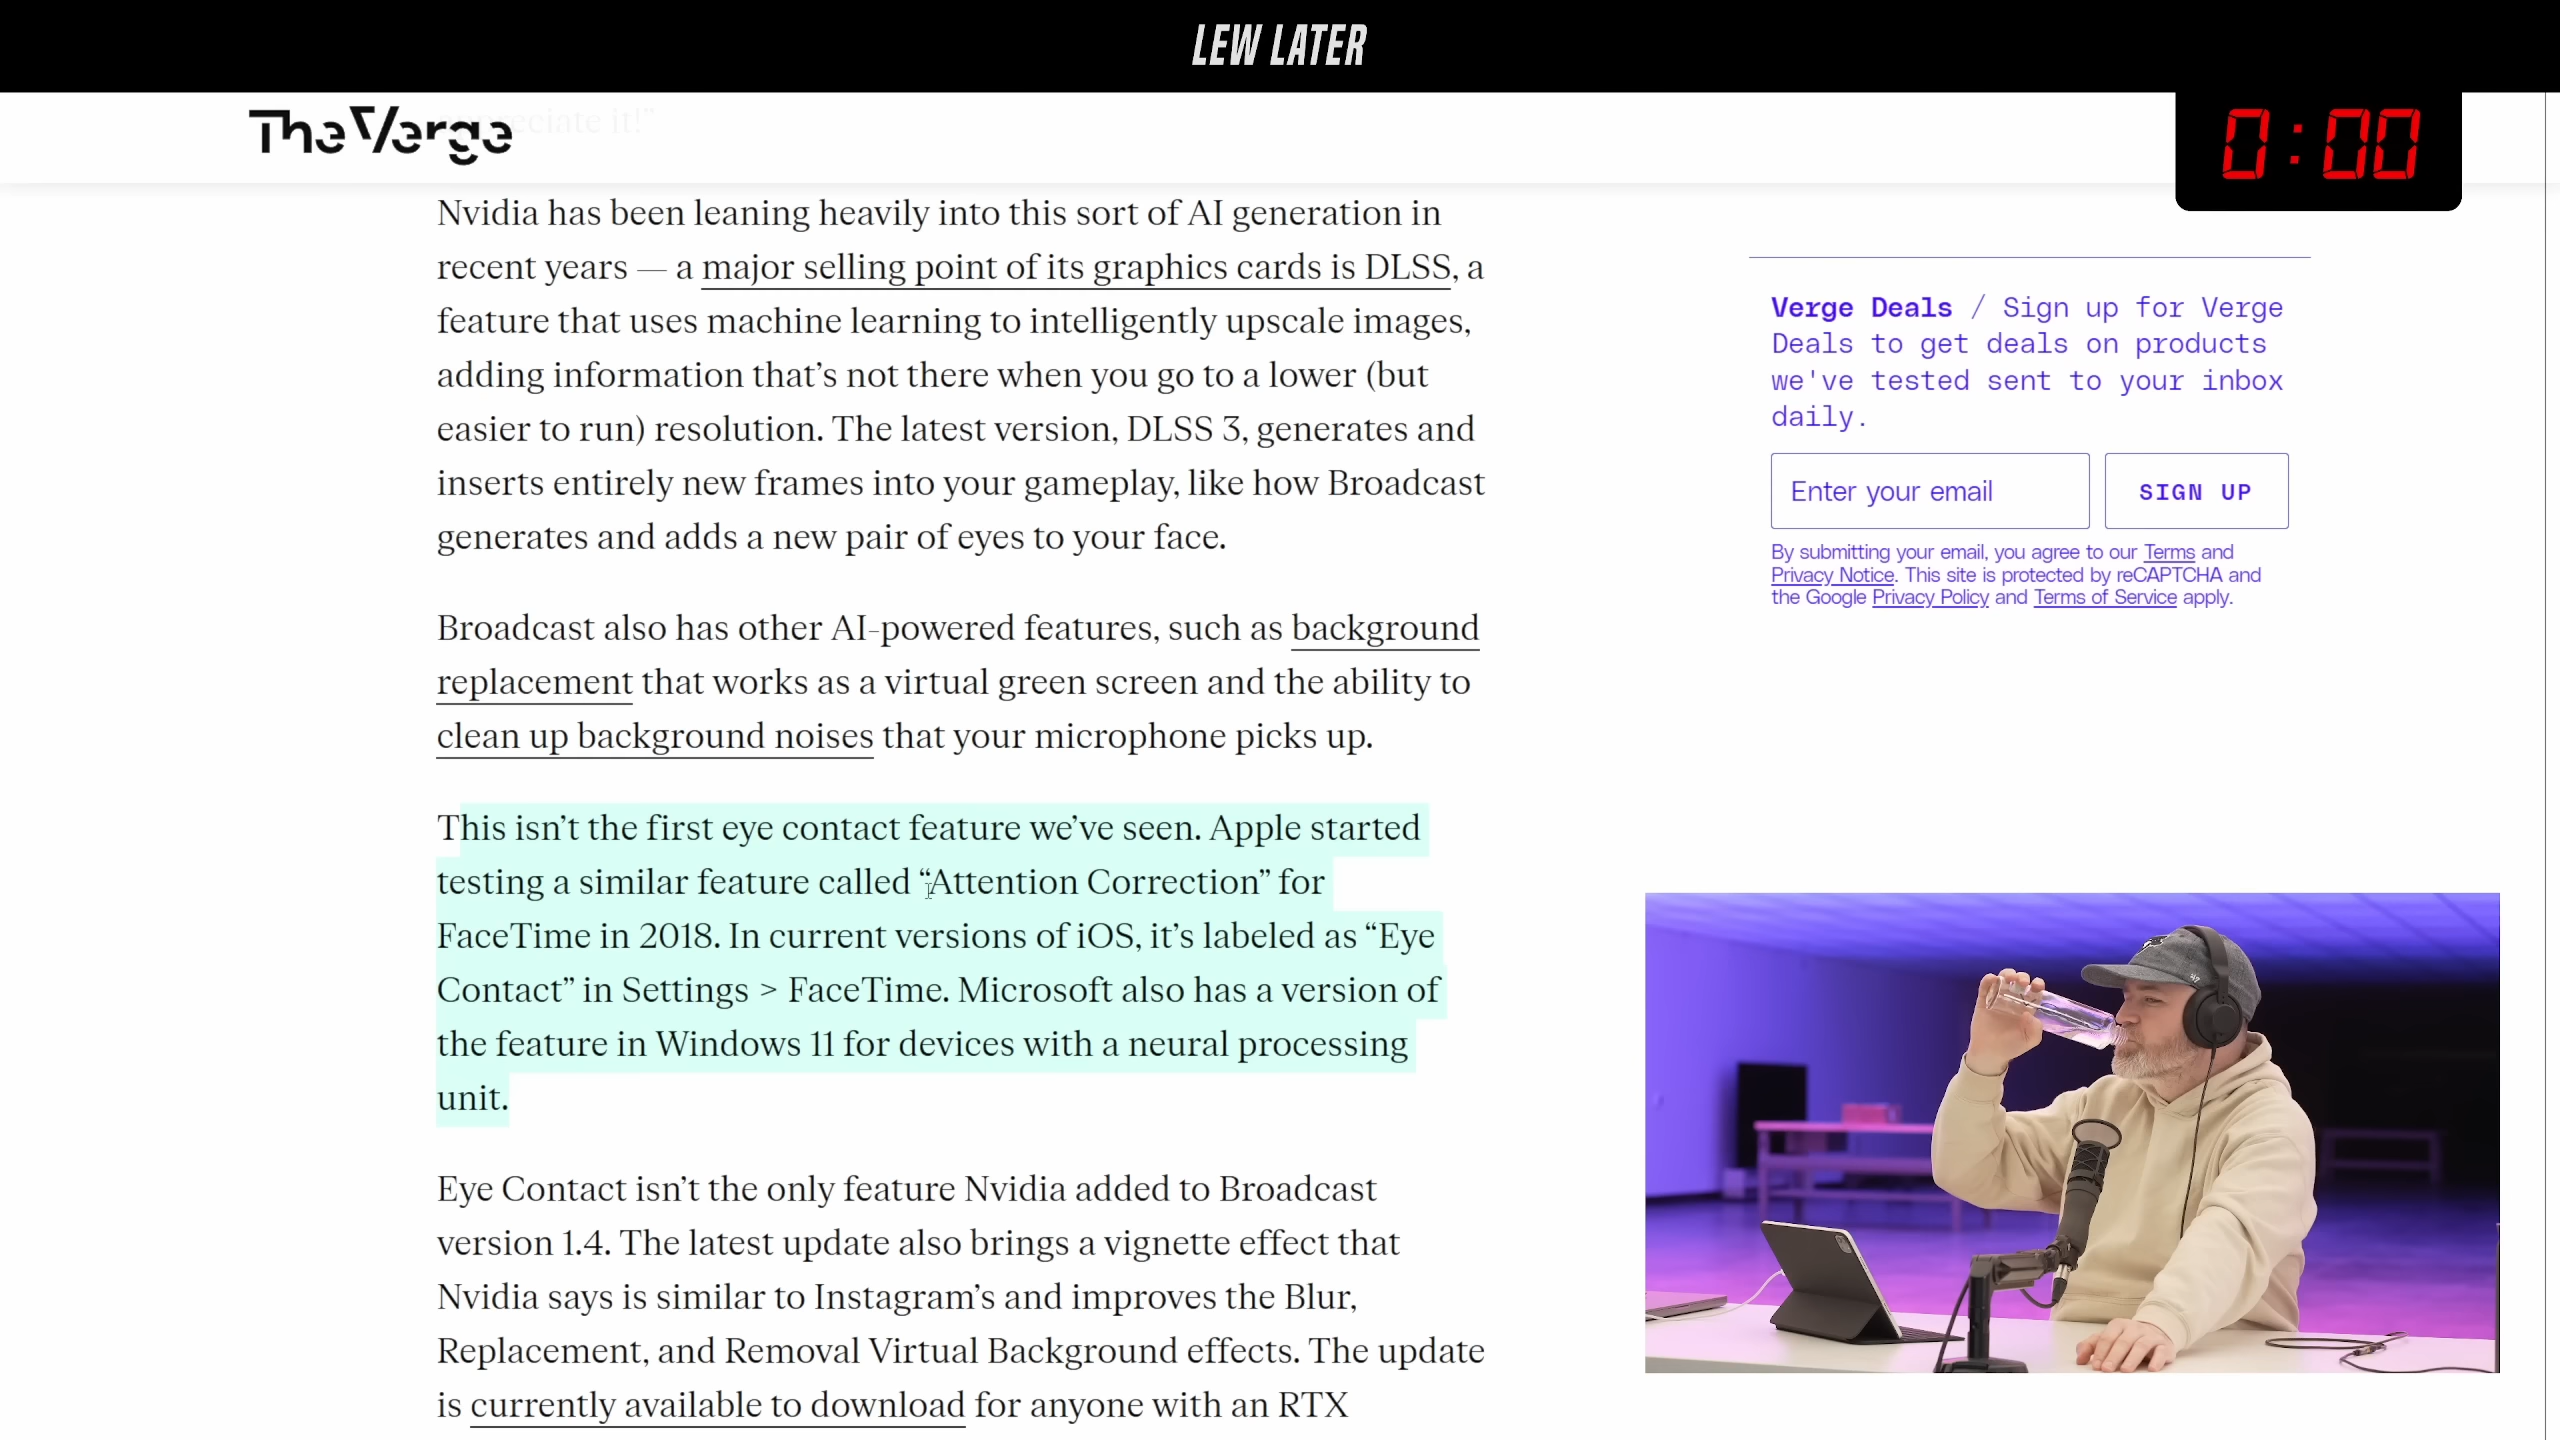 LEW LATER
The Verge
appreciate it!”
0:00
Nvidia has been leaning heavily into this sort of AI generation in
recent years — a major selling point of its graphics cards is DLSS, a
feature that uses machine learning to intelligently upscale images,
adding information that’s not there when you go to a lower (but
easier to run) resolution. The latest version, DLSS 3, generates and
inserts entirely new frames into your gameplay, like how Broadcast
generates and adds a new pair of eyes to your face.
Broadcast also has other AI-powered features, such as background
replacement that works as a virtual green screen and the ability to
clean up background noises that your microphone picks up.
This isn’t the first eye contact feature we’ve seen. Apple started
testing a similar feature called “Attention Correction” for
FaceTime in 2018. In current versions of iOS, it’s labeled as “Eye
Contact” in Settings > FaceTime. Microsoft also has a version of
the feature in Windows 11 for devices with a neural processing
unit.
Eye Contact isn’t the only feature Nvidia added to Broadcast
version 1.4. The latest update also brings a vignette effect that
Nvidia says is similar to Instagram’s and improves the Blur,
Replacement, and Removal Virtual Background effects. The update
is currently available to download for anyone with an RTX
Verge Deals / Sign up for Verge
Deals to get deals on products
we've tested sent to your inbox
daily.
Enter your email
SIGN UP
By submitting your email, you agree to our Terms and
Privacy Notice. This site is protected by reCAPTCHA and
the Google Privacy Policy and Terms of Service apply.